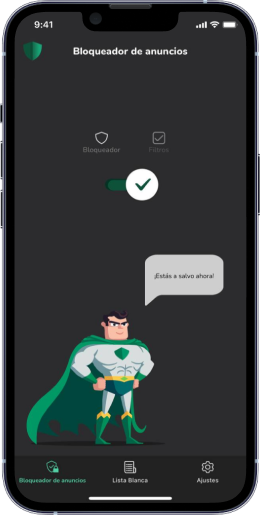 9:41
Bloqueador de anuncios
Bloqueador
Filtros
¡Estás a salvo ahora!
Bloqueador de anuncios
Lista Blanca
Ajustes